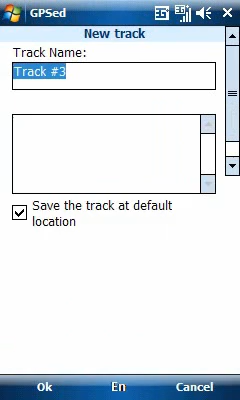 GPSed
New track
Track Name:
Track #3
Save the track at default
location
Ok En Cancel